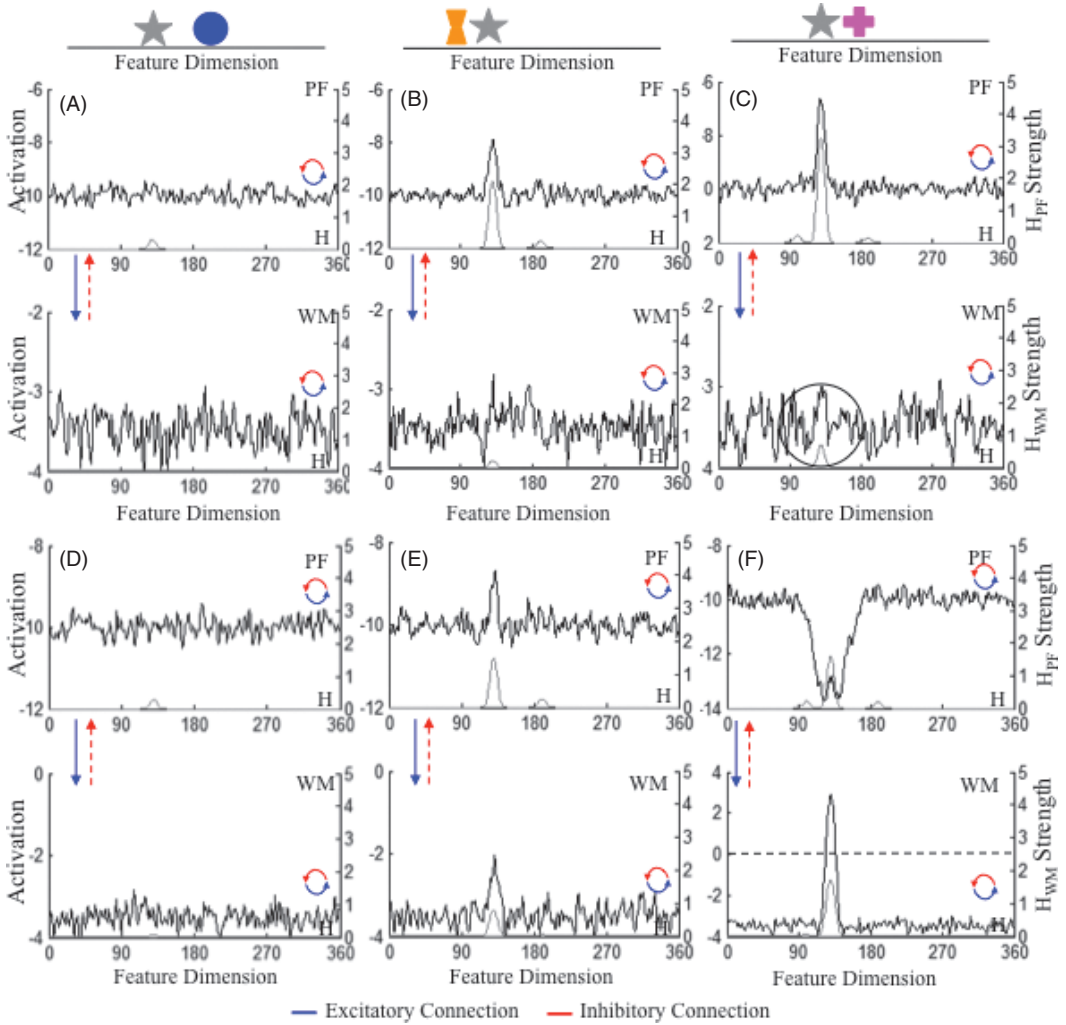 Feature Dimension Feature Dimension Feature Dimension
(A) PF (B) PF (C) PF
-6 5 -6 5 -6 5
4 4 4
-8 3 -8 3 -8 3
Activation H_PF Strength
-10 2 -10 2 0 2
1 1 1
-12 H 0 -12 H 0 2 H 0
0 90 180 270 360 0 90 180 270 360 0 90 180 270 360
-2 WM 5 -2 WM 5 -2 WM 5
4 4 4
Activation H_WM Strength
-3 3 -3 3 -3 3
2 2 2
1 1 1
-4 H 0 -4 H 0 4 H 0
0 90 180 270 360 0 90 180 270 360 0 90 180 270 360
Feature Dimension Feature Dimension Feature Dimension
(D) PF (E) PF (F) PF
-8 5 -8 5 -8 5
4 4 4
10 3 -10 3 -10 3
H_PF Strength
2 2 -12 2
1 1 1
-12 H 0 -12 H 0 -14 H 0
0 90 180 270 360 0 90 180 270 360 0 90 180 270 360
0 WM 5 0 WM 5 4 WM 5
4 4 2 4
Activation H_WM Strength
-2 3 -2 3 0 3
2 2 -2 2
1 1 1
-4 H 0 -4 H 0 -4 H 0
0 90 180 270 360 0 90 180 270 360 0 90 180 270 360
Feature Dimension Feature Dimension Feature Dimension
Excitatory Connection Inhibitory Connection